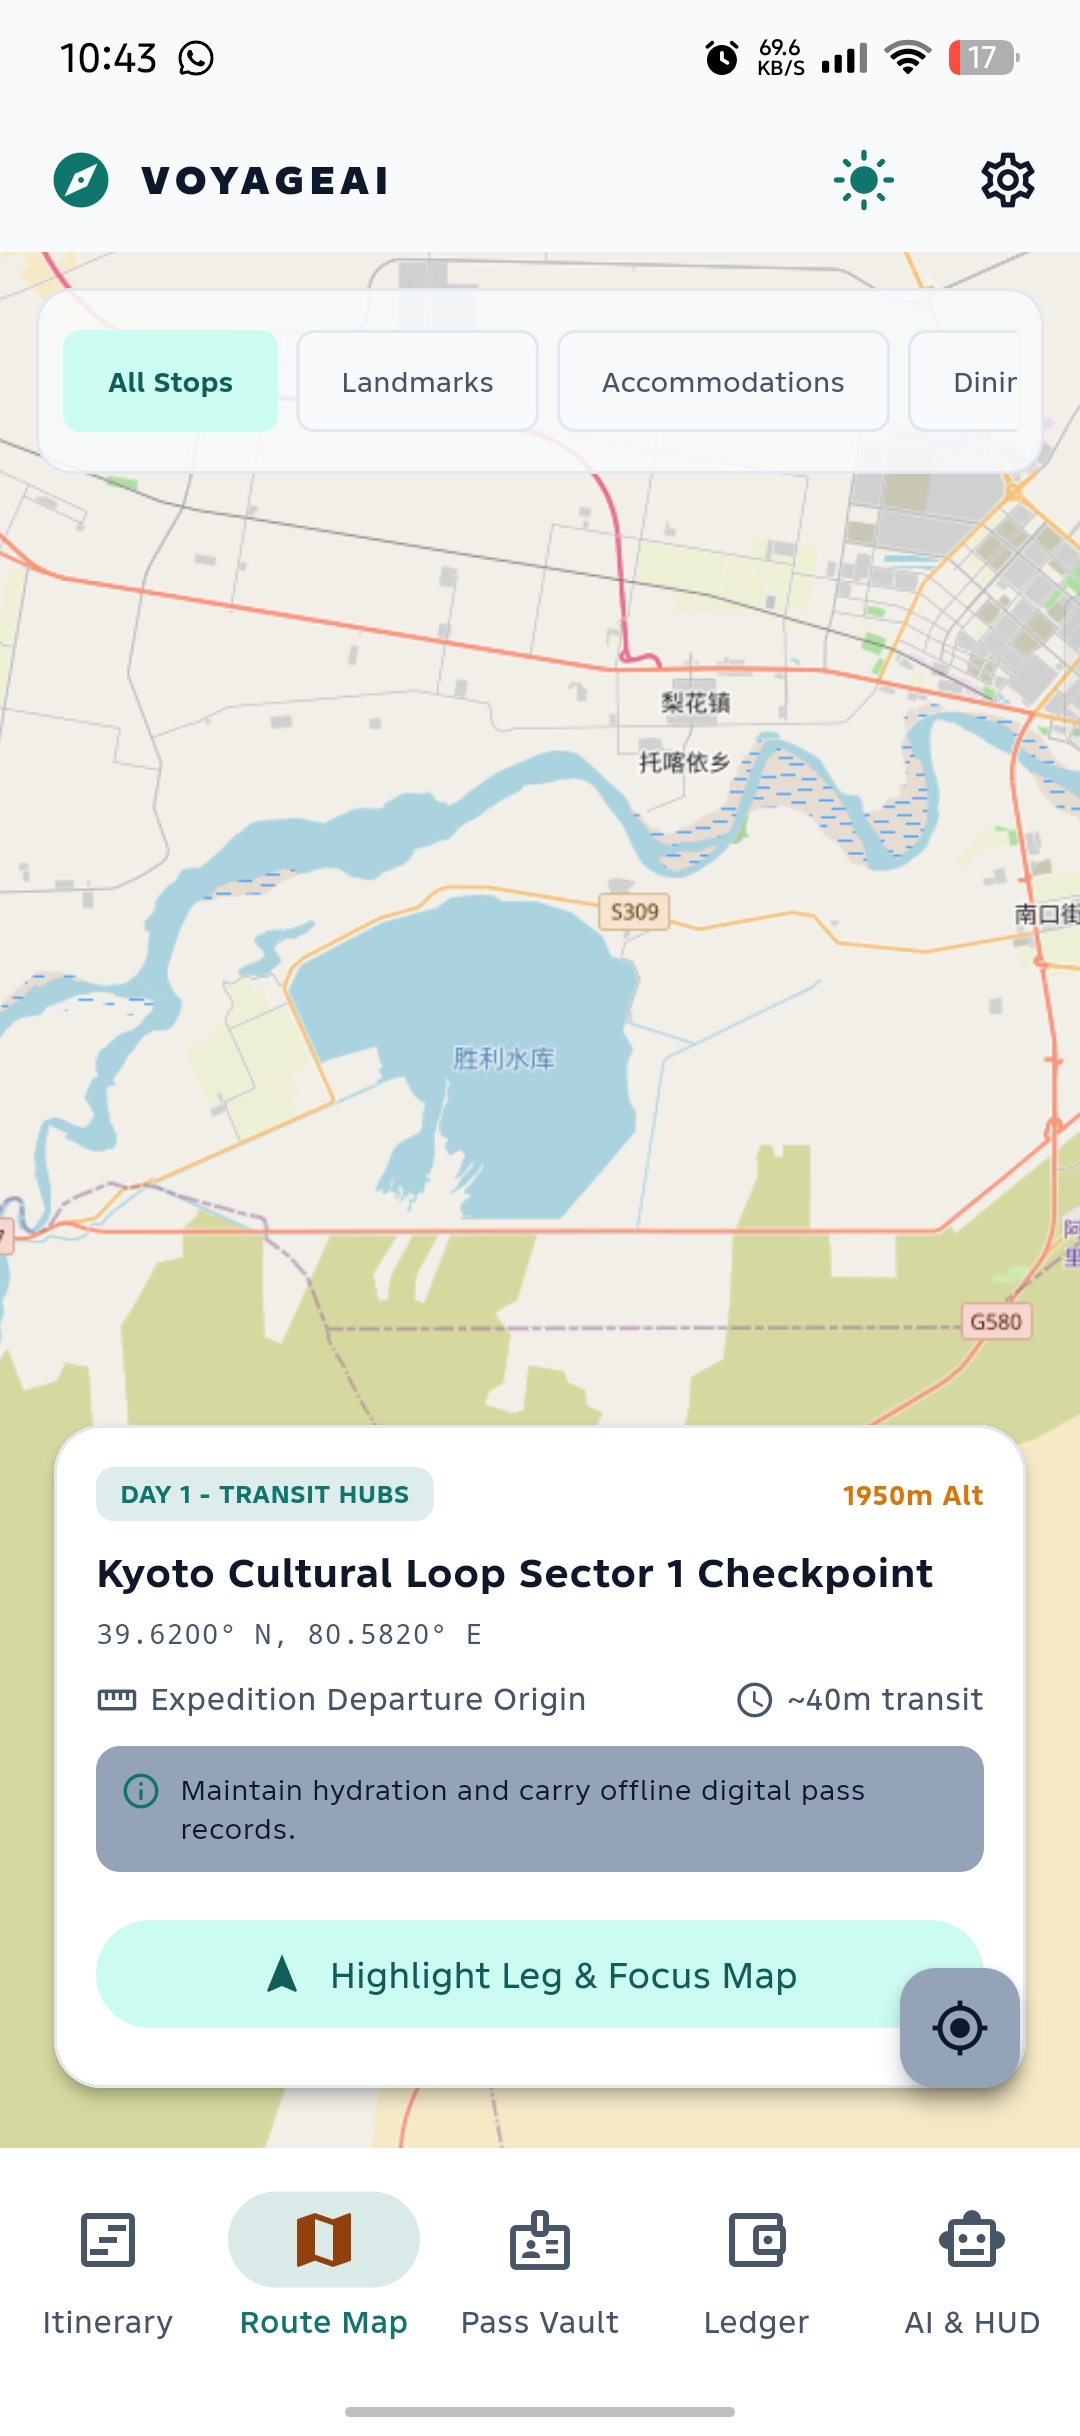 10:43
69.6
KB/S
17
VOYAGEAI
All Stops
Landmarks
Accommodations
梨花镇
托喀依乡
S309
南口街
胜利水库
G580
DAY 1 - TRANSIT HUBS
1950m Alt
Kyoto Cultural Loop Sector 1 Checkpoint
39.6200° N, 80.5820° E
Expedition Departure Origin
~40m transit
Maintain hydration and carry offline digital pass
records.
Highlight Leg & Focus Map
Itinerary
Route Map
Pass Vault
Ledger
AI & HUD